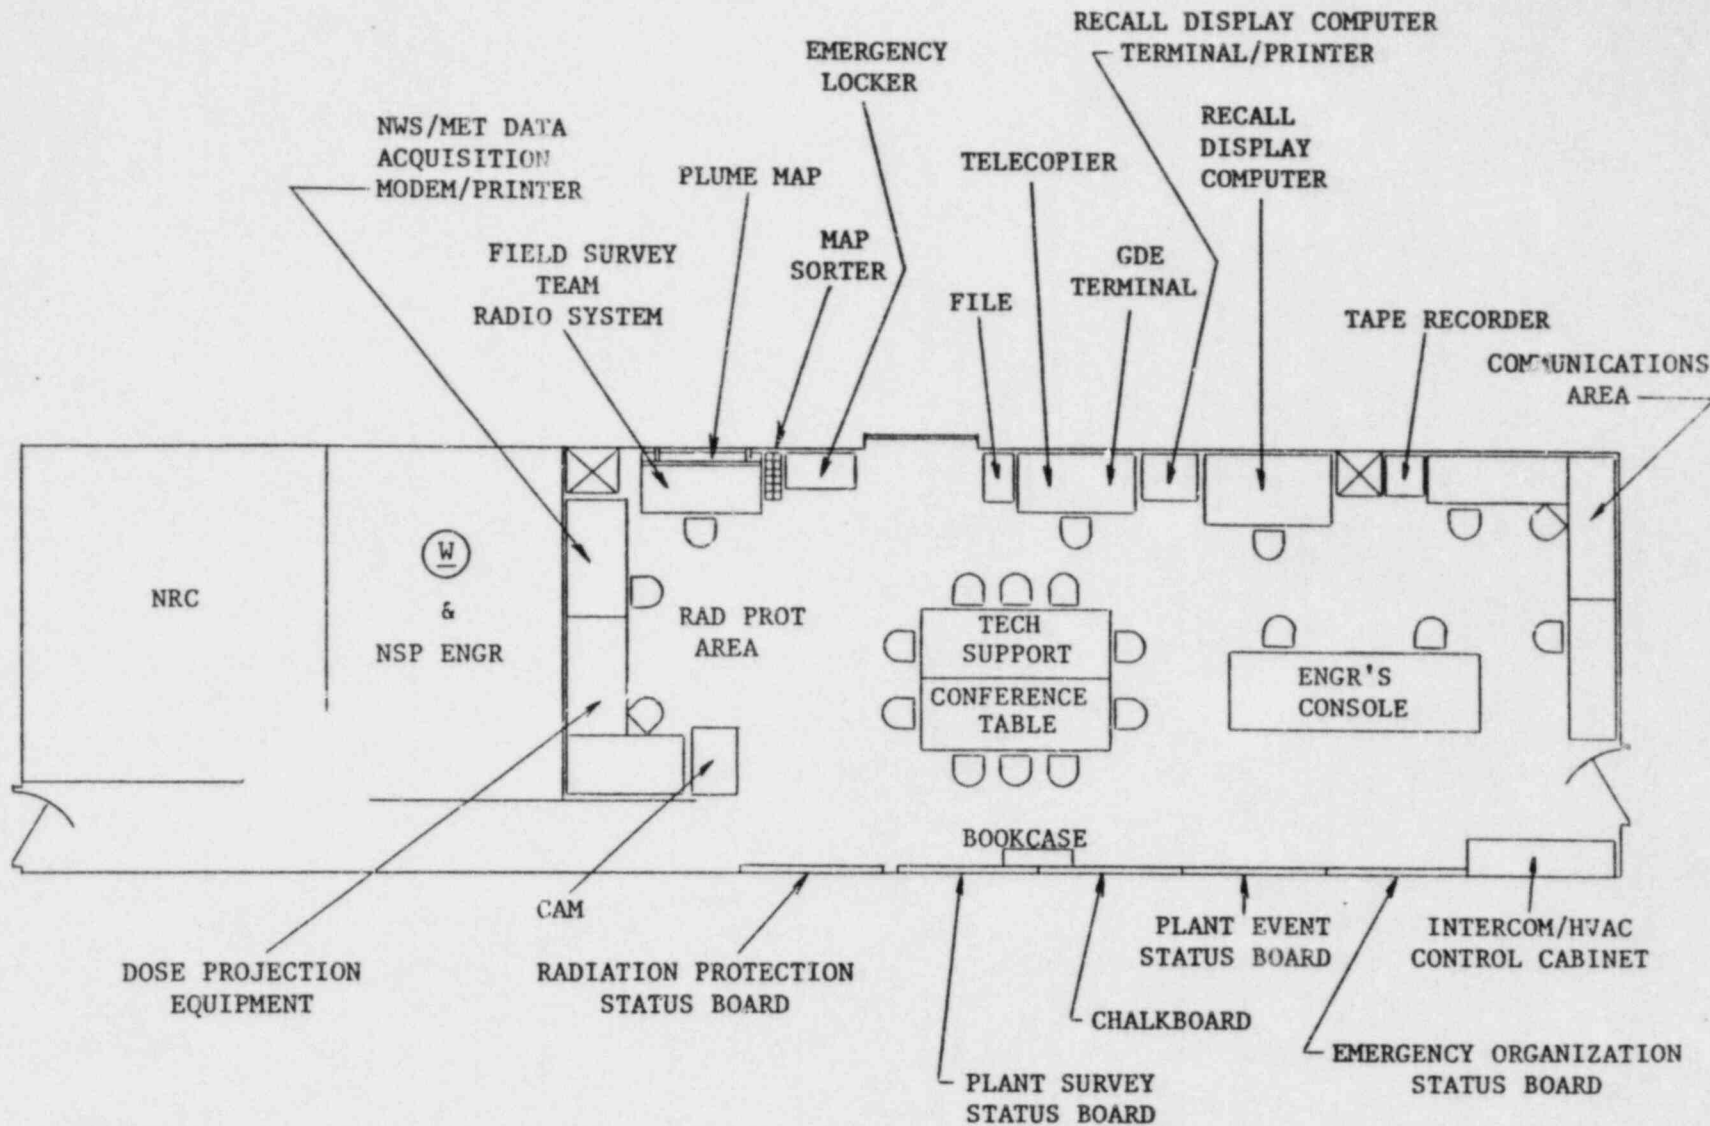 RECALL DISPLAY COMPUTER
TERMINAL/PRINTER
EMERGENCY
LOCKER
RECALL
DISPLAY
COMPUTER
NWS/MET DATA
ACQUISITION
MODEM/PRINTER
PLUME MAP
TELECOPIER
MAP
SORTER
FIELD SURVEY
TEAM
RADIO SYSTEM
GDE
TERMINAL
FILE
TAPE RECORDER
COMMUNICATIONS
AREA
NRC
W
&
NSP ENGR
RAD PROT
AREA
TECH
SUPPORT
CONFERENCE
TABLE
ENGR'S
CONSOLE
BOOKCASE
CAM
DOSE PROJECTION
EQUIPMENT
RADIATION PROTECTION
STATUS BOARD
PLANT EVENT
STATUS BOARD
INTERCOM/HVAC
CONTROL CABINET
CHALKBOARD
EMERGENCY ORGANIZATION
STATUS BOARD
PLANT SURVEY
STATUS BOARD